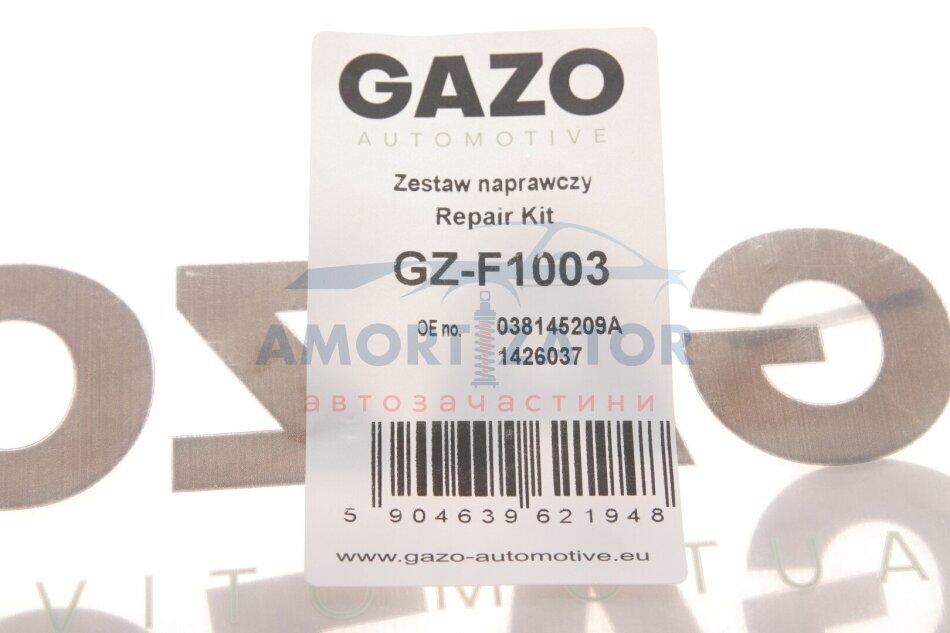 GAZO
AUTOMOTIVE
Zestaw naprawczy
Repair Kit
GZ-F1003
OE no. 038145209A
1426037
AMORTIZATOR
автозачастини
5 904639 621948
www.gazo-automotive.eu